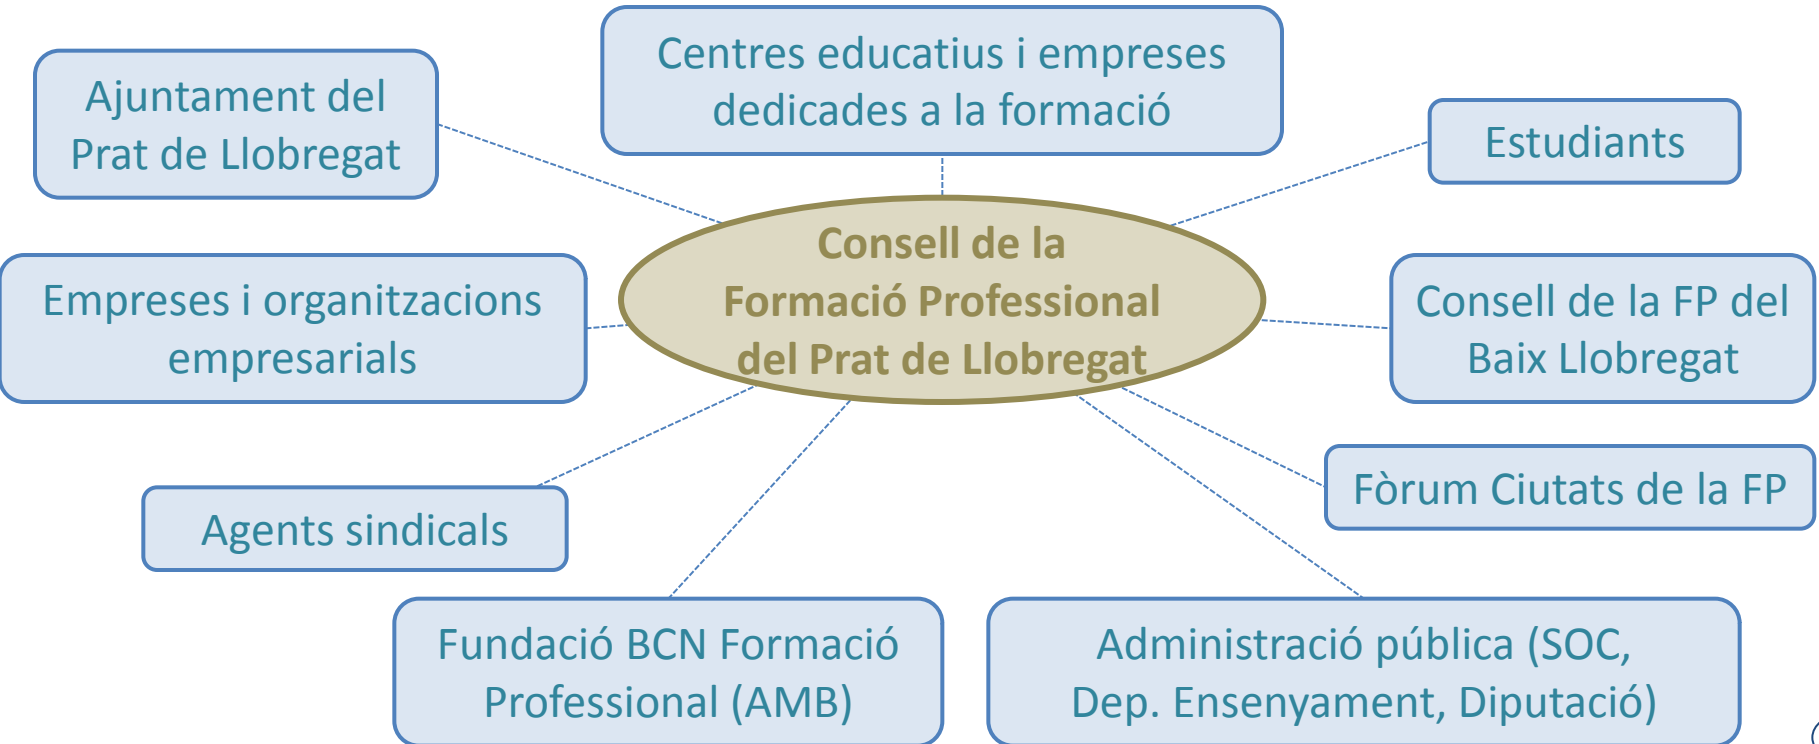 Centres educatius i empreses
dedicades a la formació
Ajuntament del
Prat de Llobregat
Estudiants
Consell de la
Formació Professional
del Prat de Llobregat
Empreses i organitzacions
empresarials
Consell de la FP del
Baix Llobregat
Fòrum Ciutats de la FP
Agents sindicals
Fundació BCN Formació
Professional (AMB)
Administració pública (SOC,
Dep. Ensenyament, Diputació)